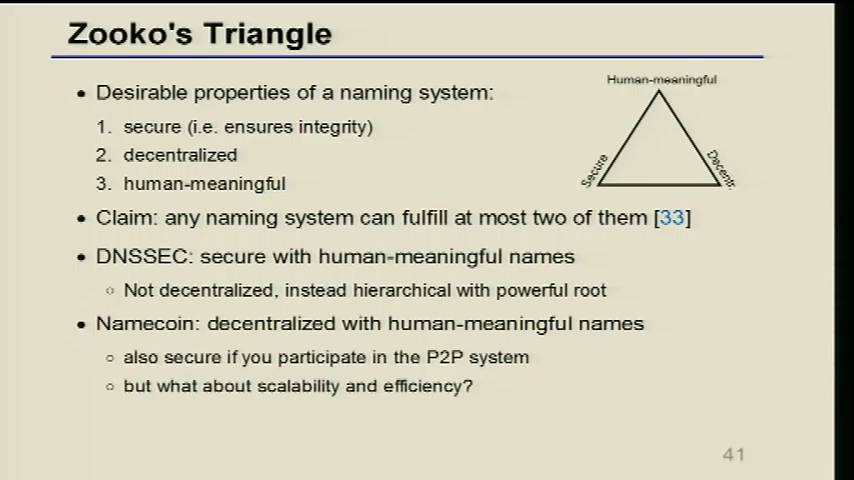 Zooko's Triangle
• Desirable properties of a naming system:
1. secure (i.e. ensures integrity)
2. decentralized
3. human-meaningful
Human-meaningful
Secure
Decentr.
• Claim: any naming system can fulfill at most two of them [33]
• DNSSEC: secure with human-meaningful names
○ Not decentralized, instead hierarchical with powerful root
• Namecoin: decentralized with human-meaningful names
○ also secure if you participate in the P2P system
○ but what about scalability and efficiency?
41